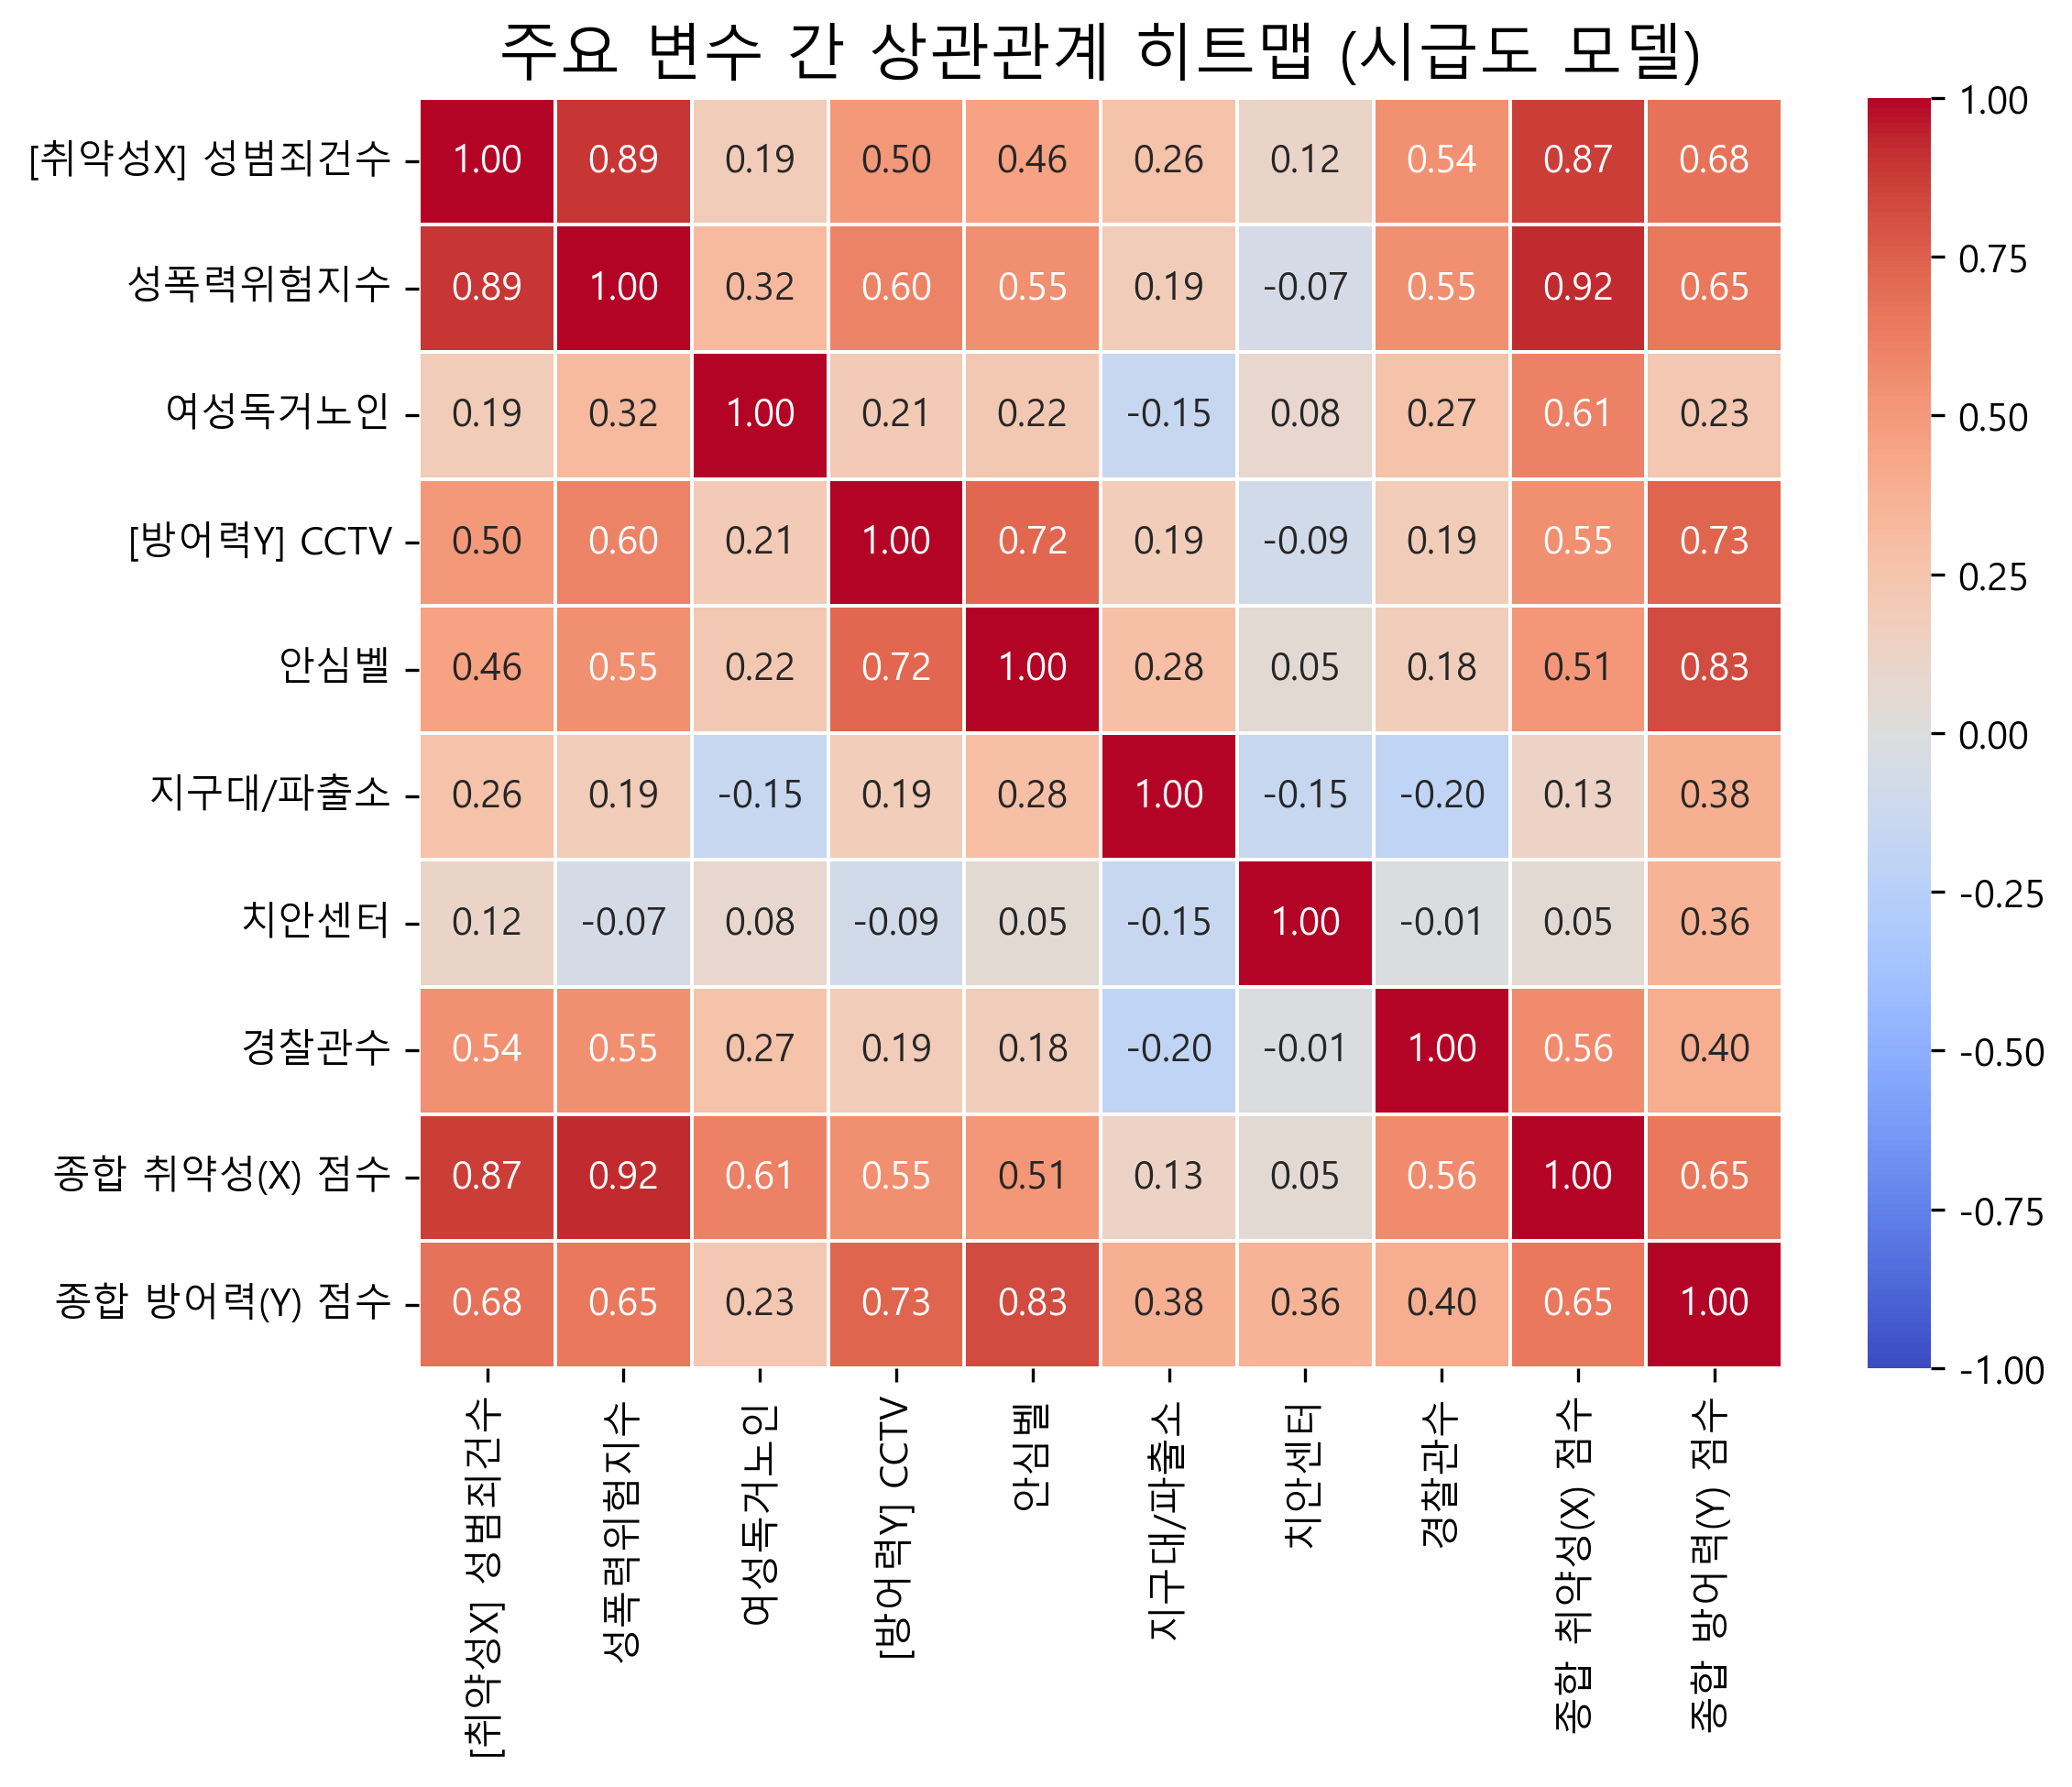 주요 변수 간 상관관계 히트맵 (시급도 모델)
[취약성X] 성범죄건수 1.00 0.89 0.19 0.50 0.46 0.26 0.12 0.54 0.87 0.68
성폭력위험지수 0.89 1.00 0.32 0.60 0.55 0.19 -0.07 0.55 0.92 0.65
여성독거노인 0.19 0.32 1.00 0.21 0.22 -0.15 0.08 0.27 0.61 0.23
[방어력Y] CCTV 0.50 0.60 0.21 1.00 0.72 0.19 -0.09 0.19 0.55 0.73
안심벨 0.46 0.55 0.22 0.72 1.00 0.28 0.05 0.18 0.51 0.83
지구대/파출소 0.26 0.19 -0.15 0.19 0.28 1.00 -0.15 -0.20 0.13 0.38
치안센터 0.12 -0.07 0.08 -0.09 0.05 -0.15 1.00 -0.01 0.05 0.36
경찰관수 0.54 0.55 0.27 0.19 0.18 -0.20 -0.01 1.00 0.56 0.40
종합 취약성(X) 점수 0.87 0.92 0.61 0.55 0.51 0.13 0.05 0.56 1.00 0.65
종합 방어력(Y) 점수 0.68 0.65 0.23 0.73 0.83 0.38 0.36 0.40 0.65 1.00
[취약성X] 성범죄건수
성폭력위험지수
여성독거노인
[방어력Y] CCTV
안심벨
지구대/파출소
치안센터
경찰관수
종합 취약성(X) 점수
종합 방어력(Y) 점수
1.00
0.75
0.50
0.25
0.00
-0.25
-0.50
-0.75
-1.00